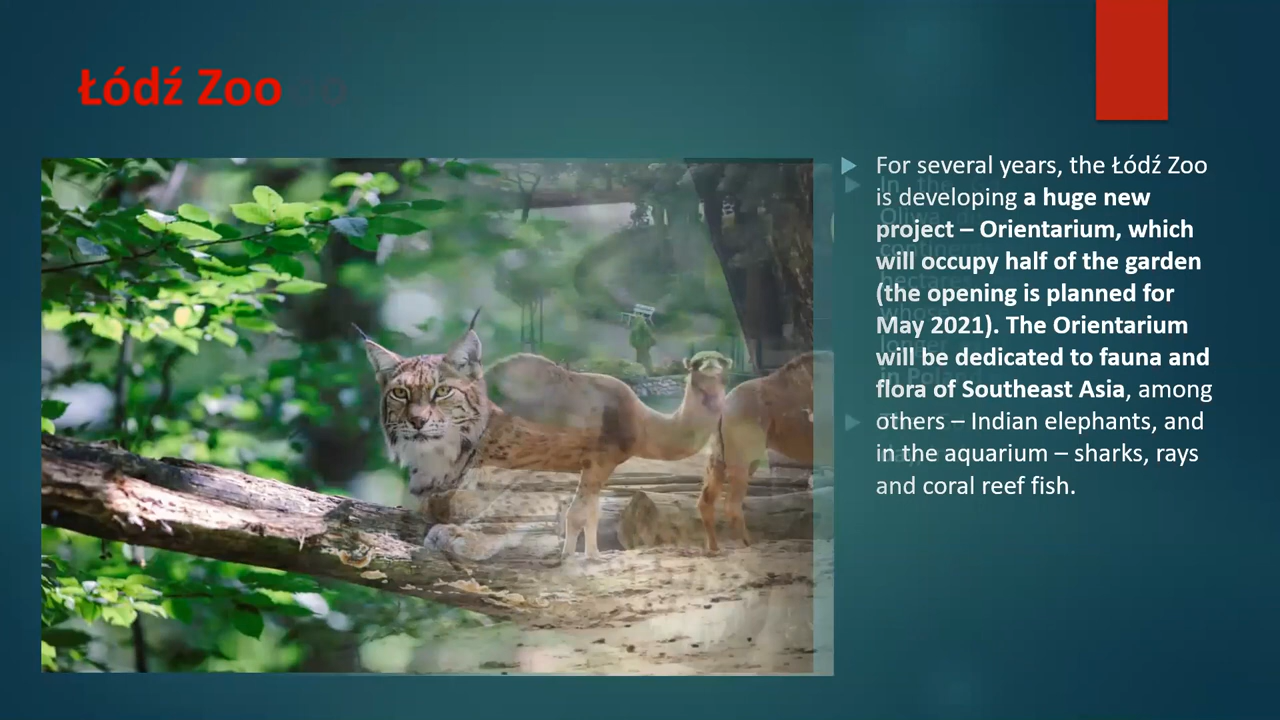 Łódź Zoo
For several years, the Łódź Zoo
is developing a huge new
project – Orientarium, which
will occupy half of the garden
(the opening is planned for
May 2021). The Orientarium
will be dedicated to fauna and
flora of Southeast Asia, among
others – Indian elephants, and
in the aquarium – sharks, rays
and coral reef fish.